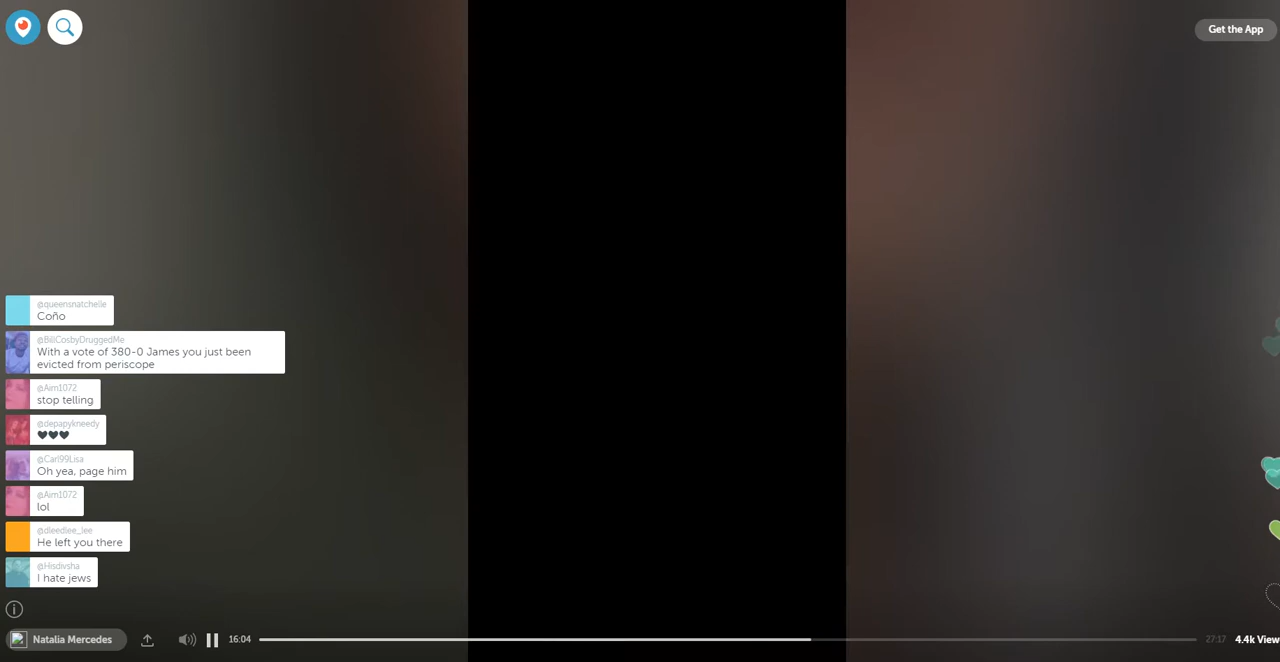 Get the App
@queensnatchelle
Coño
@BillCosbyDruggedMe
With a vote of 380-0 James you just been
evicted from periscope
@Aim1072
stop telling
@depapykneedy
🖤🖤🖤
@Carl99Lisa
Oh yea, page him
@Aim1072
lol
@dleedlee_lee
He left you there
@Hisdivsha
I hate jews
Natalia Mercedes
16:04
27:17
4.4k View